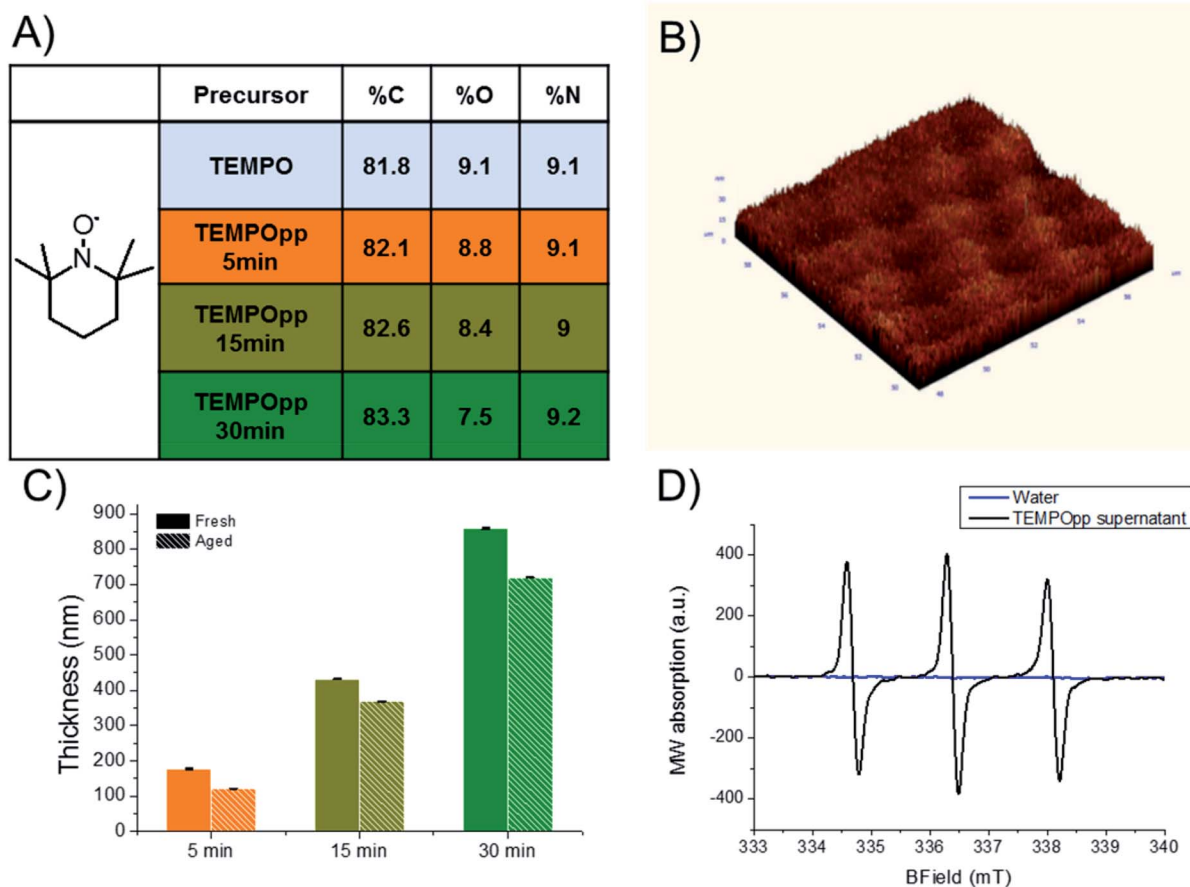 A)
Precursor %C %O %N
TEMPO 81.8 9.1 9.1
TEMPOpp
5min 82.1 8.8 9.1
TEMPOpp
15min 82.6 8.4 9
TEMPOpp
30min 83.3 7.5 9.2
O·
N
B)
30
15
0
C)
Thickness (nm)
900
800
700
600
500
400
300
200
100
0
Fresh
Aged
5 min 15 min 30 min
D)
Water
TEMPOpp supernatant
MW absorption (a.u.)
400
200
0
-200
-400
333 334 335 336 337 338 339 340
BField (mT)